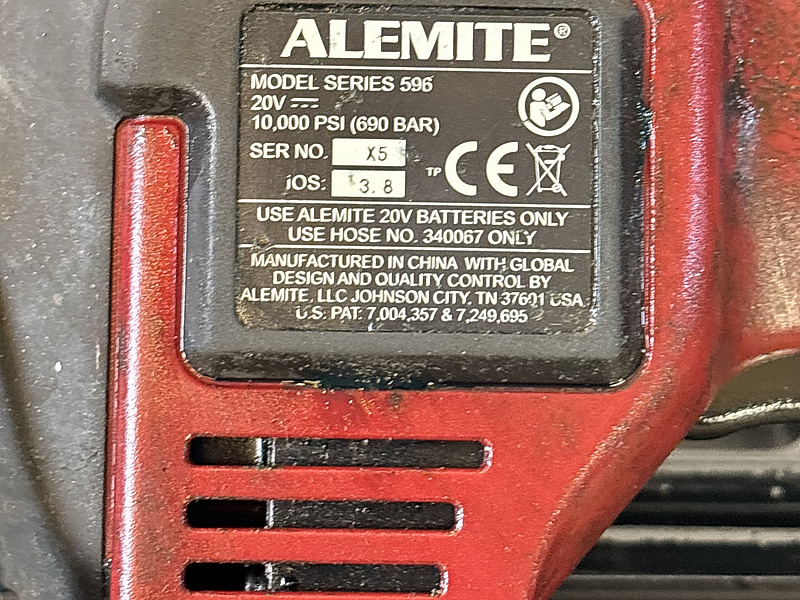 ALEMITE®
MODEL SERIES 596
20V
10,000 PSI (690 BAR)
SER NO. X5
iOS: 3.8
TP CE
USE ALEMITE 20V BATTERIES ONLY
USE HOSE NO. 340067 ONLY
MANUFACTURED IN CHINA WITH GLOBAL
DESIGN AND QUALITY CONTROL BY
ALEMITE, LLC JOHNSON CITY, TN 37601 USA
U.S. PAT: 7,004,357 & 7,249,695